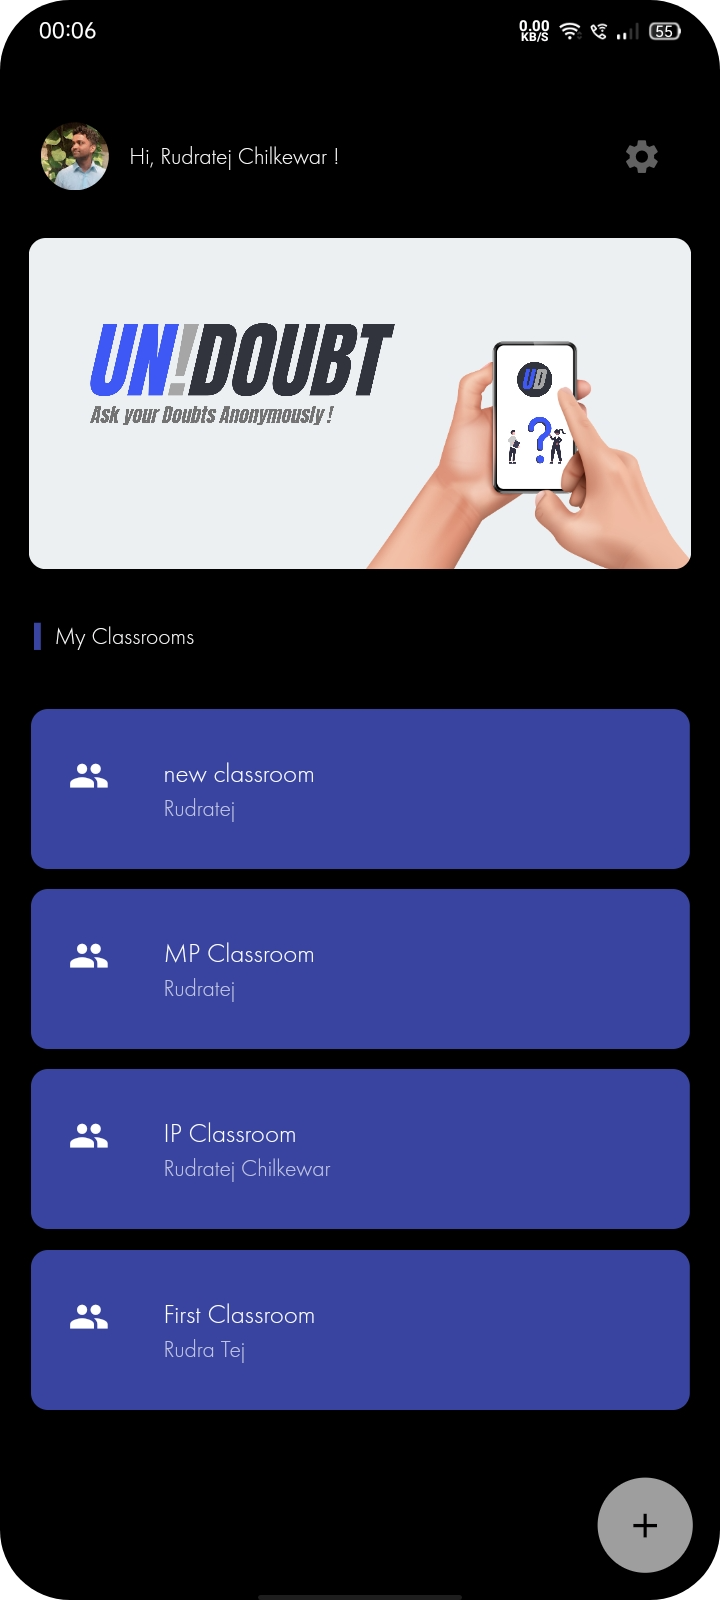 00:06
0.00
KB/S
55
Hi, Rudratej Chilkewar !
UN!DOUBT
Ask your Doubts Anonymously !
UD
?
My Classrooms
new classroom
Rudratej
MP Classroom
Rudratej
IP Classroom
Rudratej Chilkewar
First Classroom
Rudra Tej
+